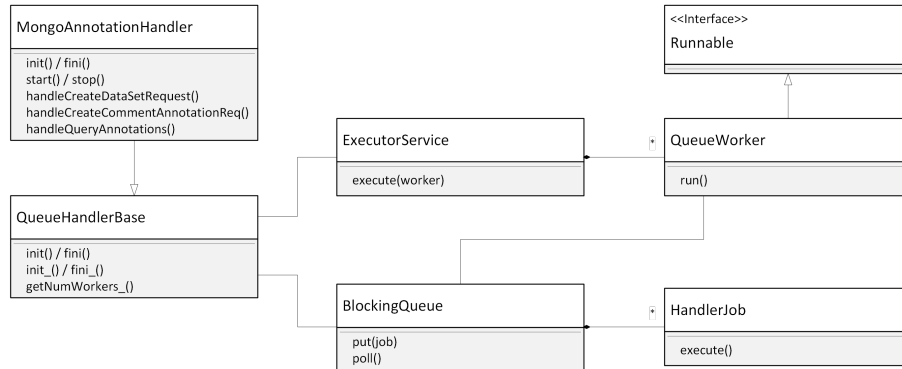 MongoAnnotationHandler
init() / fini()
start() / stop()
handleCreateDataSetRequest()
handleCreateCommentAnnotationReq()
handleQueryAnnotations()
<<Interface>>
Runnable
ExecutorService
execute(worker)
*
QueueWorker
run()
QueueHandlerBase
init() / fini()
init_() / fini_()
getNumWorkers_()
BlockingQueue
put(job)
poll()
*
HandlerJob
execute()